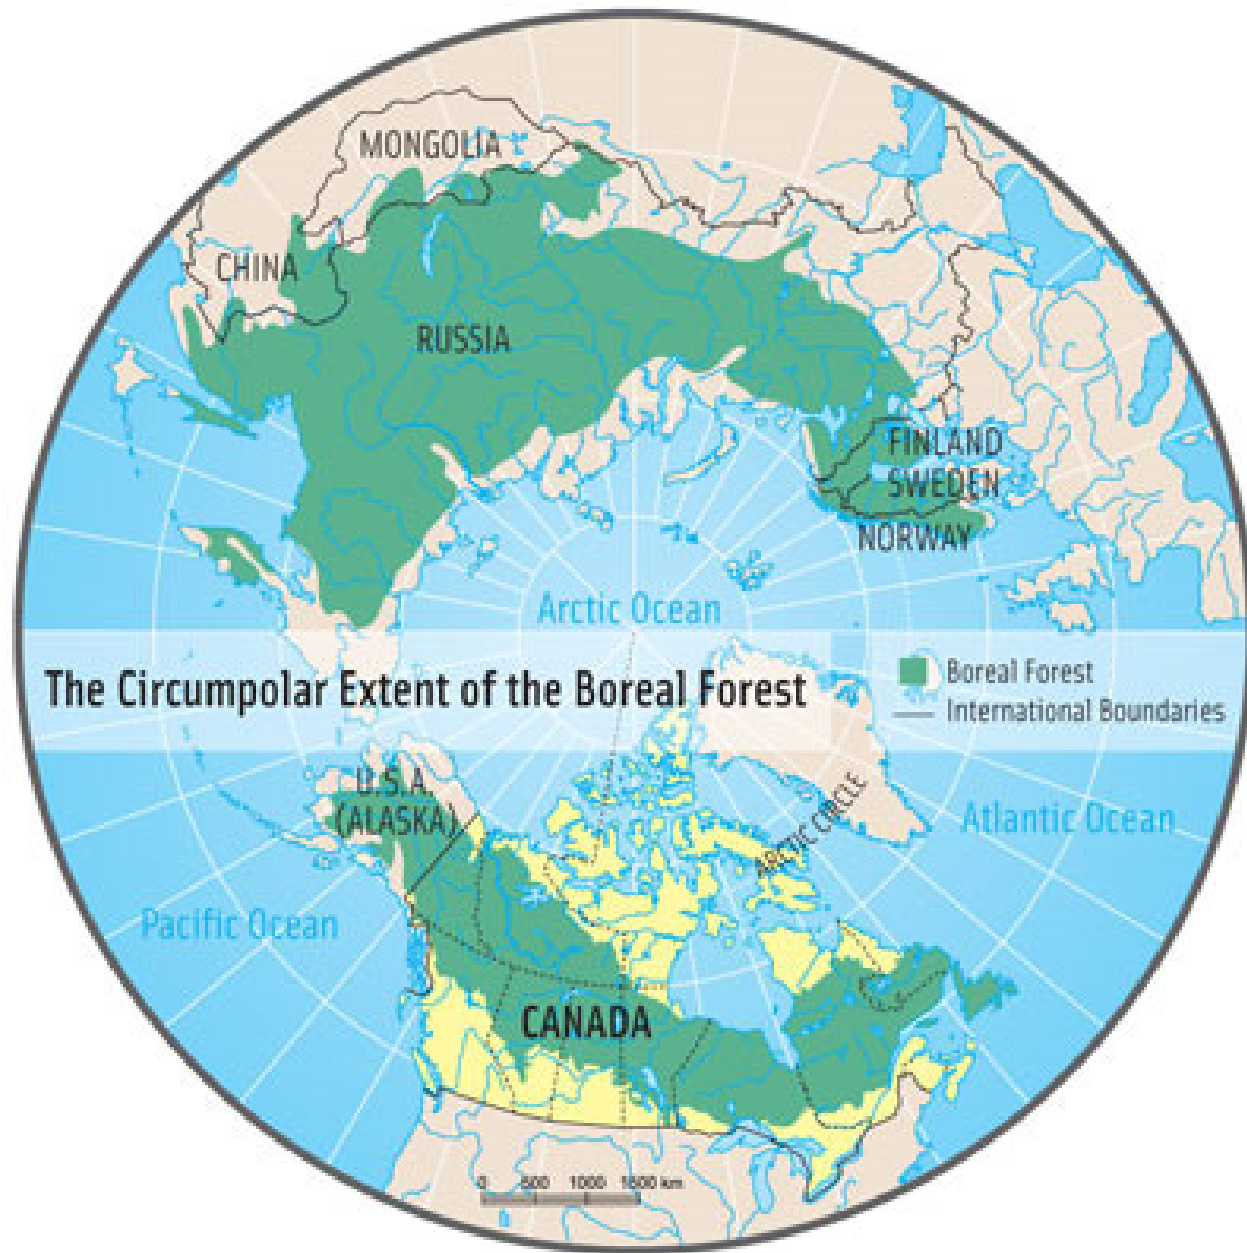 MONGOLIA
CHINA
RUSSIA
FINLAND
SWEDEN
NORWAY
Arctic Ocean
The Circumpolar Extent of the Boreal Forest
Boreal Forest
International Boundaries
U.S.A.
(ALASKA)
ARCTIC CIRCLE
Atlantic Ocean
Pacific Ocean
CANADA
0 500 1000 1500 km